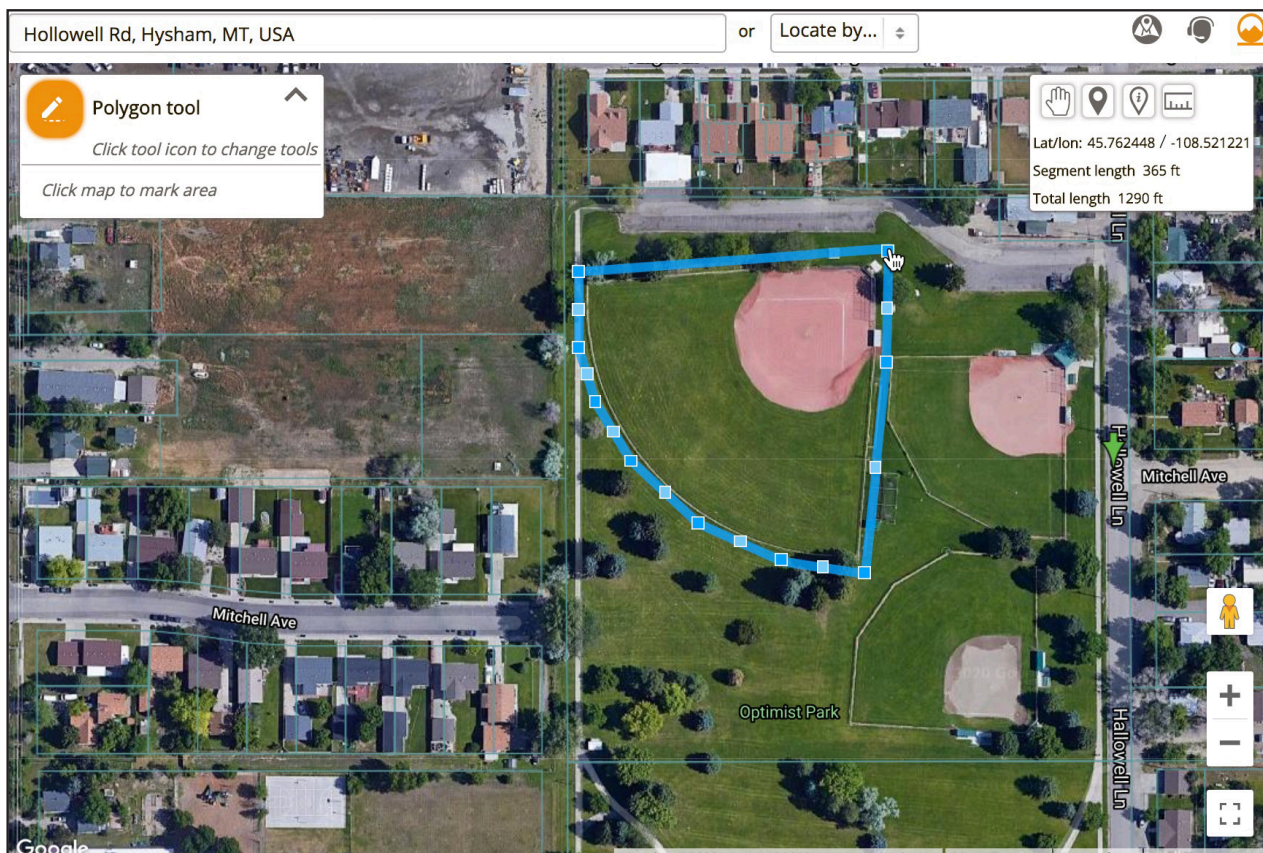 Hollowell Rd, Hysham, MT, USA
or
Locate by...
Polygon tool
Click tool icon to change tools
Click map to mark area
Lat/lon: 45.762448 / -108.521221
Segment length 365 ft
Total length 1290 ft
Mitchell Ave
Hallowell Ln
Mitchell Ave
Optimist Park
Hallowell Ln
Google